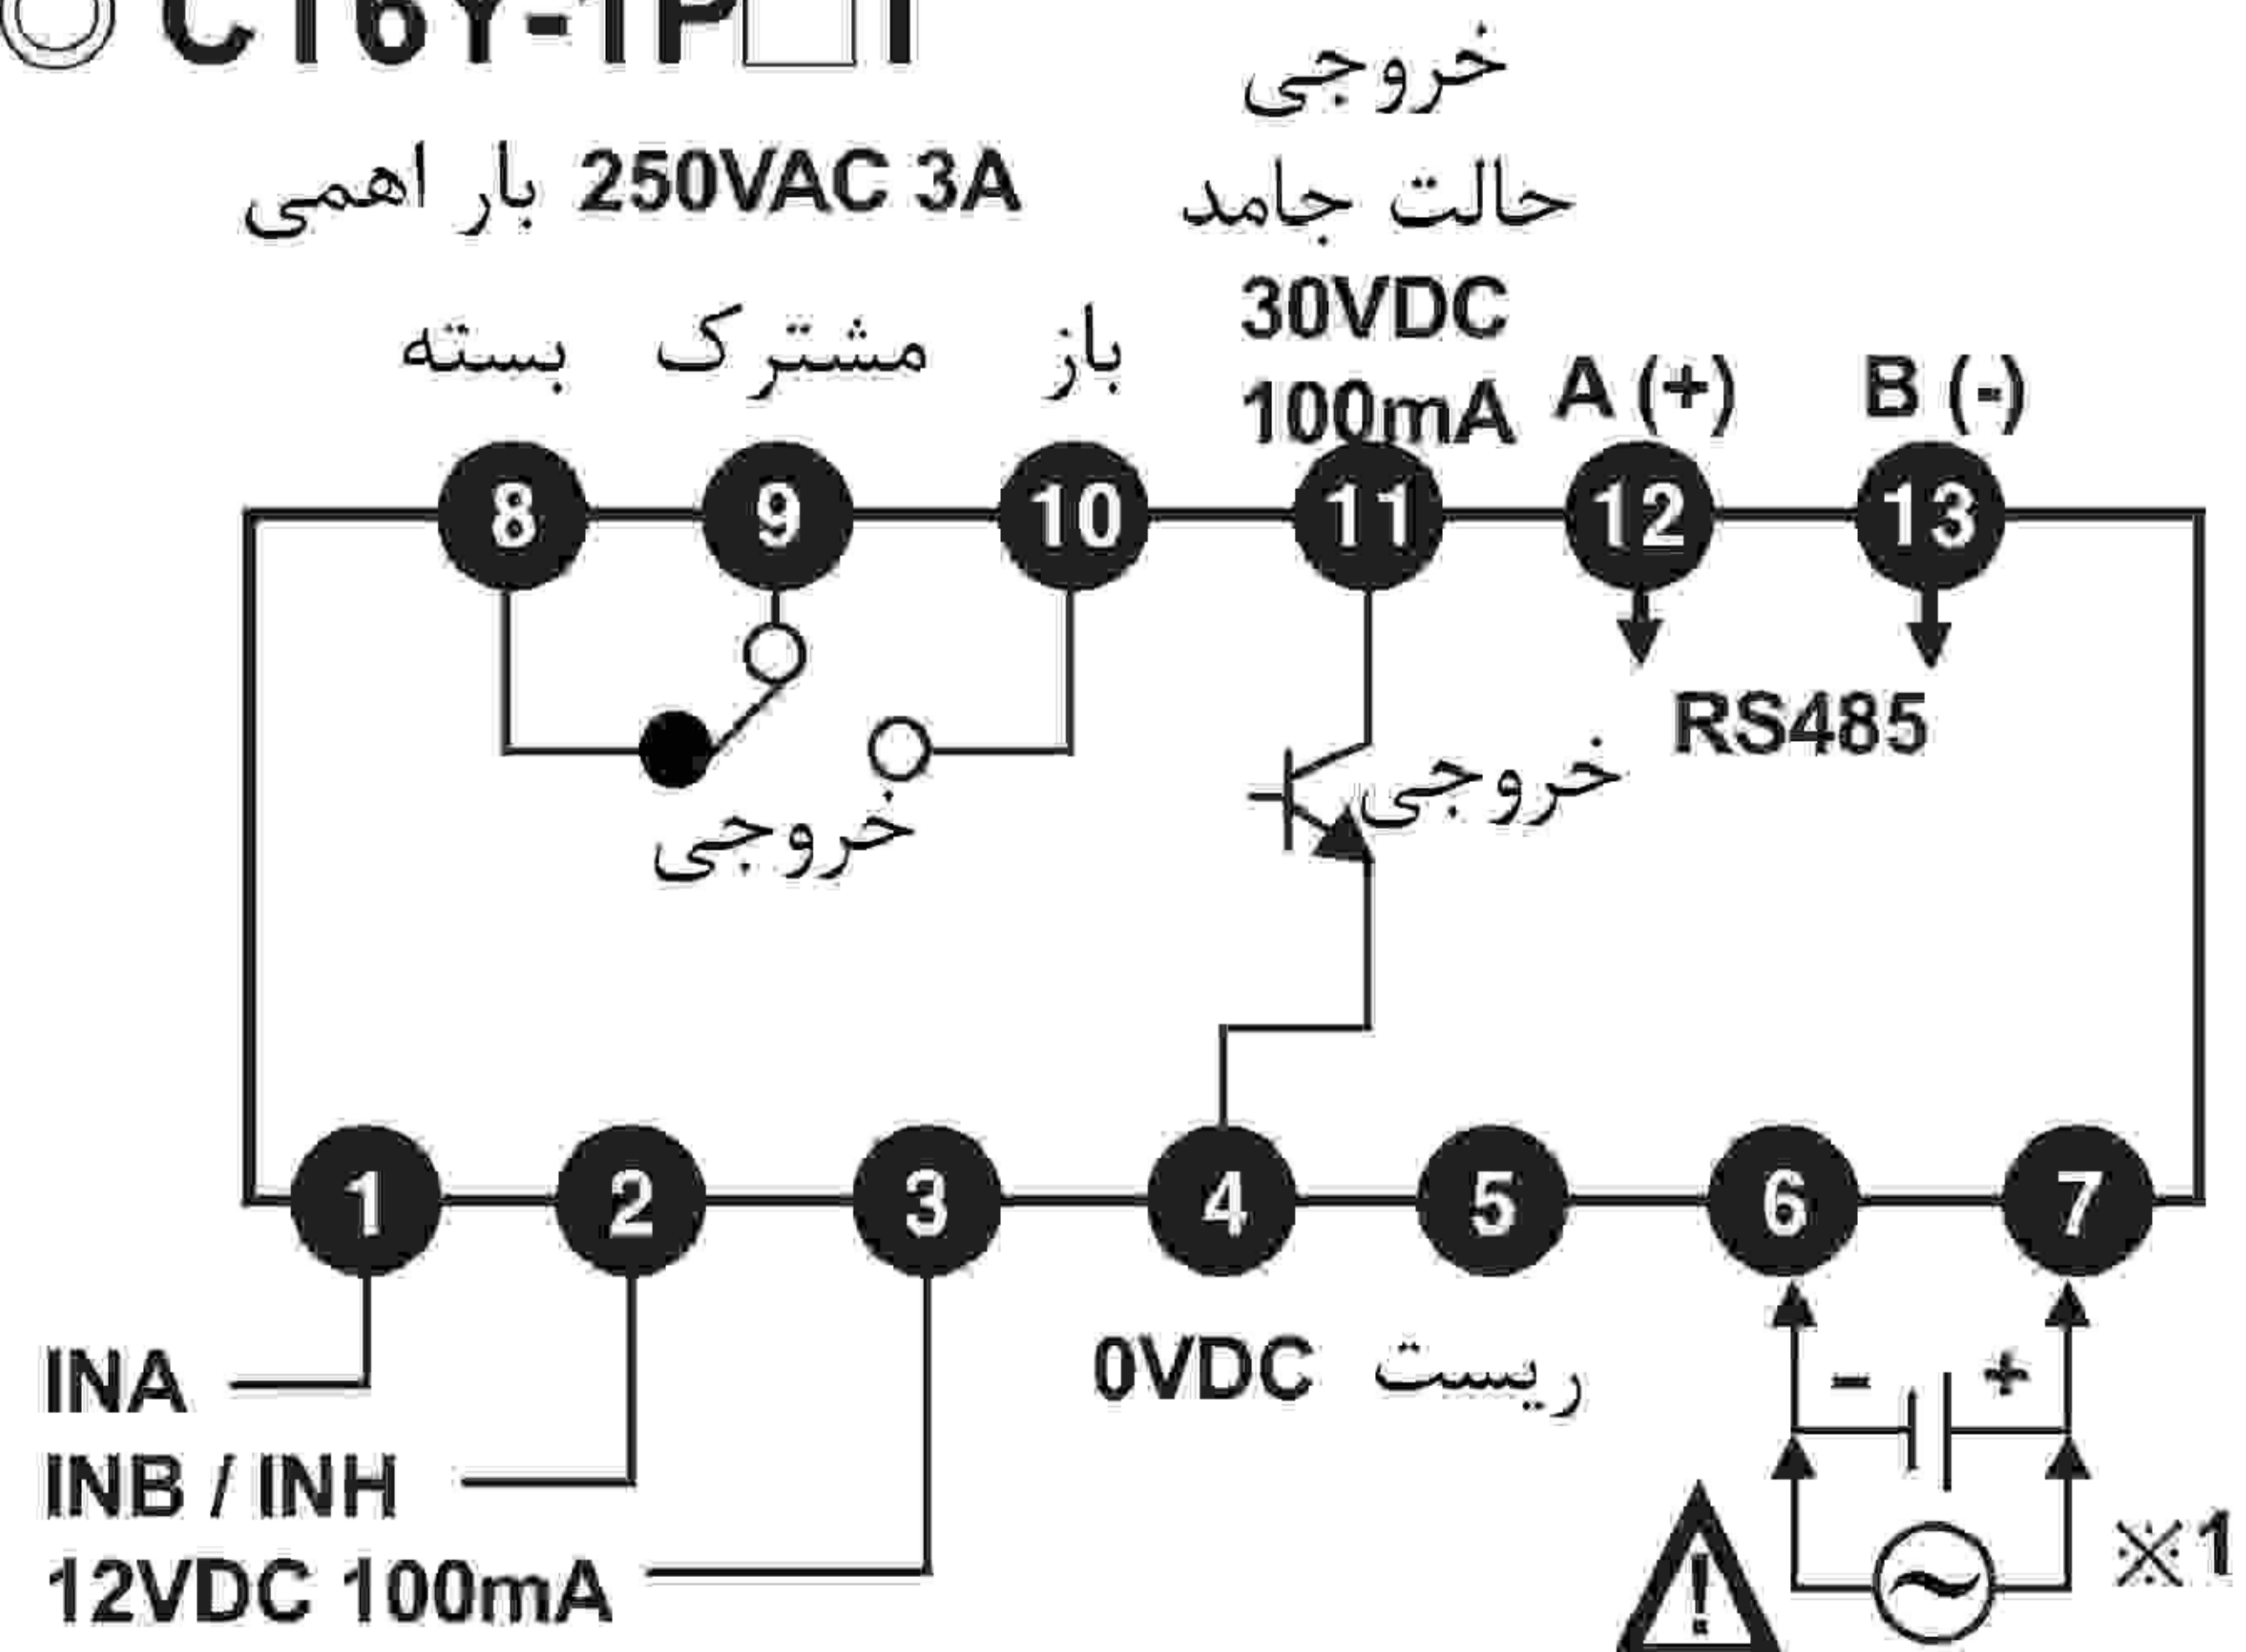 CT6Y-1P□T
خروجی
بار اهمی 250VAC 3A
حالت جامد
30VDC
100mA
بسته مشترک باز
A (+) B (-)
8 9 10 11 12 13
RS485
خروجی
خروجی
1 2 3 4 5 6 7
INA
0VDC ریست
- +
INB / INH
12VDC 100mA
! ※1